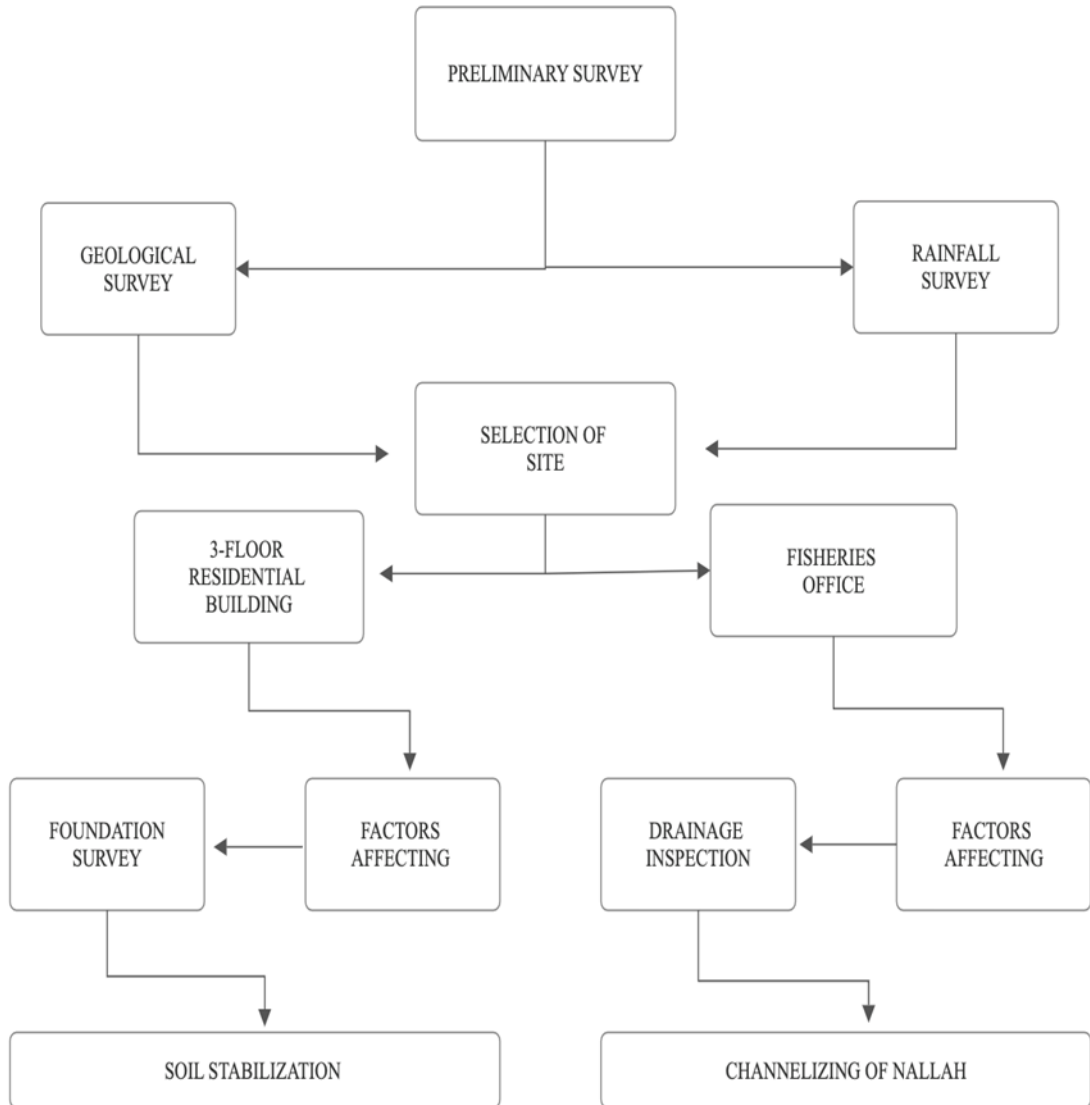 PRELIMINARY SURVEY
GEOLOGICAL
SURVEY
RAINFALL
SURVEY
SELECTION OF
SITE
3-FLOOR
RESIDENTIAL
BUILDING
FISHERIES
OFFICE
FOUNDATION
SURVEY
FACTORS
AFFECTING
DRAINAGE
INSPECTION
FACTORS
AFFECTING
SOIL STABILIZATION
CHANNELIZING OF NALLAH